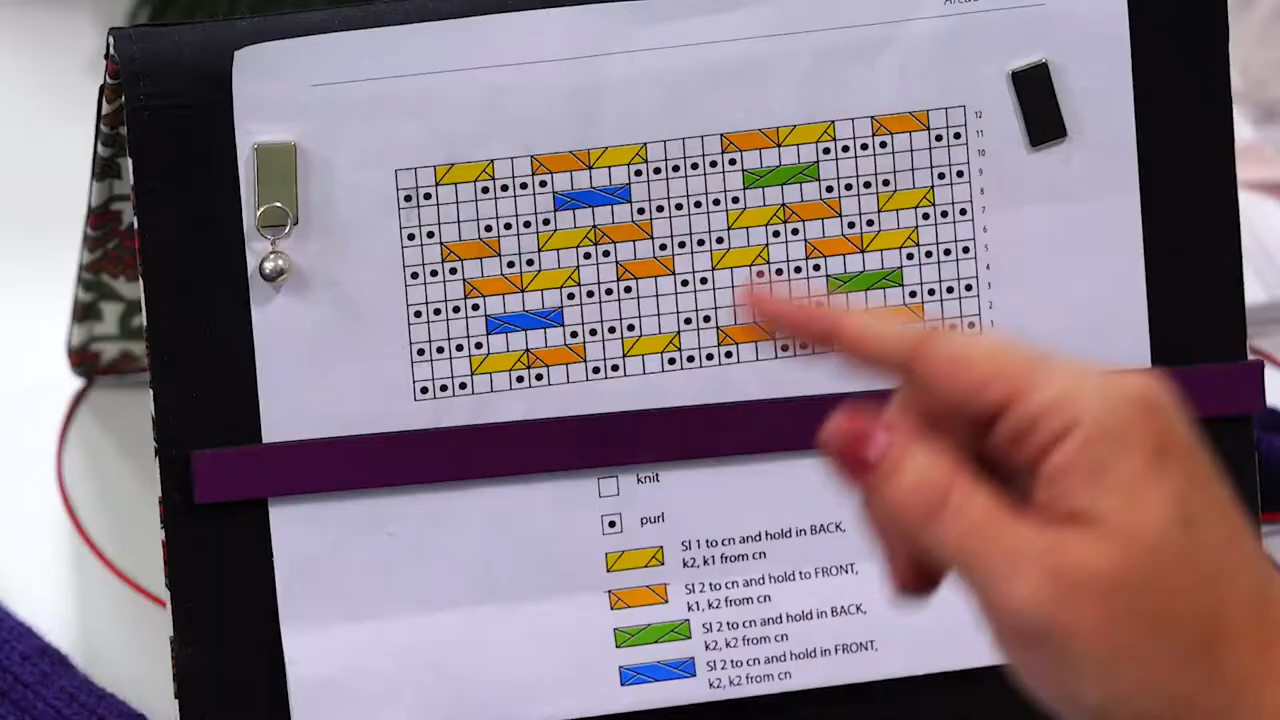 12
11
10
9
8
7
6
5
4
3
2
1
knit
purl
Sl 1 to cn and hold in BACK,
k2, k1 from cn
Sl 2 to cn and hold to FRONT,
k1, k2 from cn
Sl 2 to cn and hold in BACK,
k2, k2 from cn
Sl 2 to cn and hold in FRONT,
k2, k2 from cn